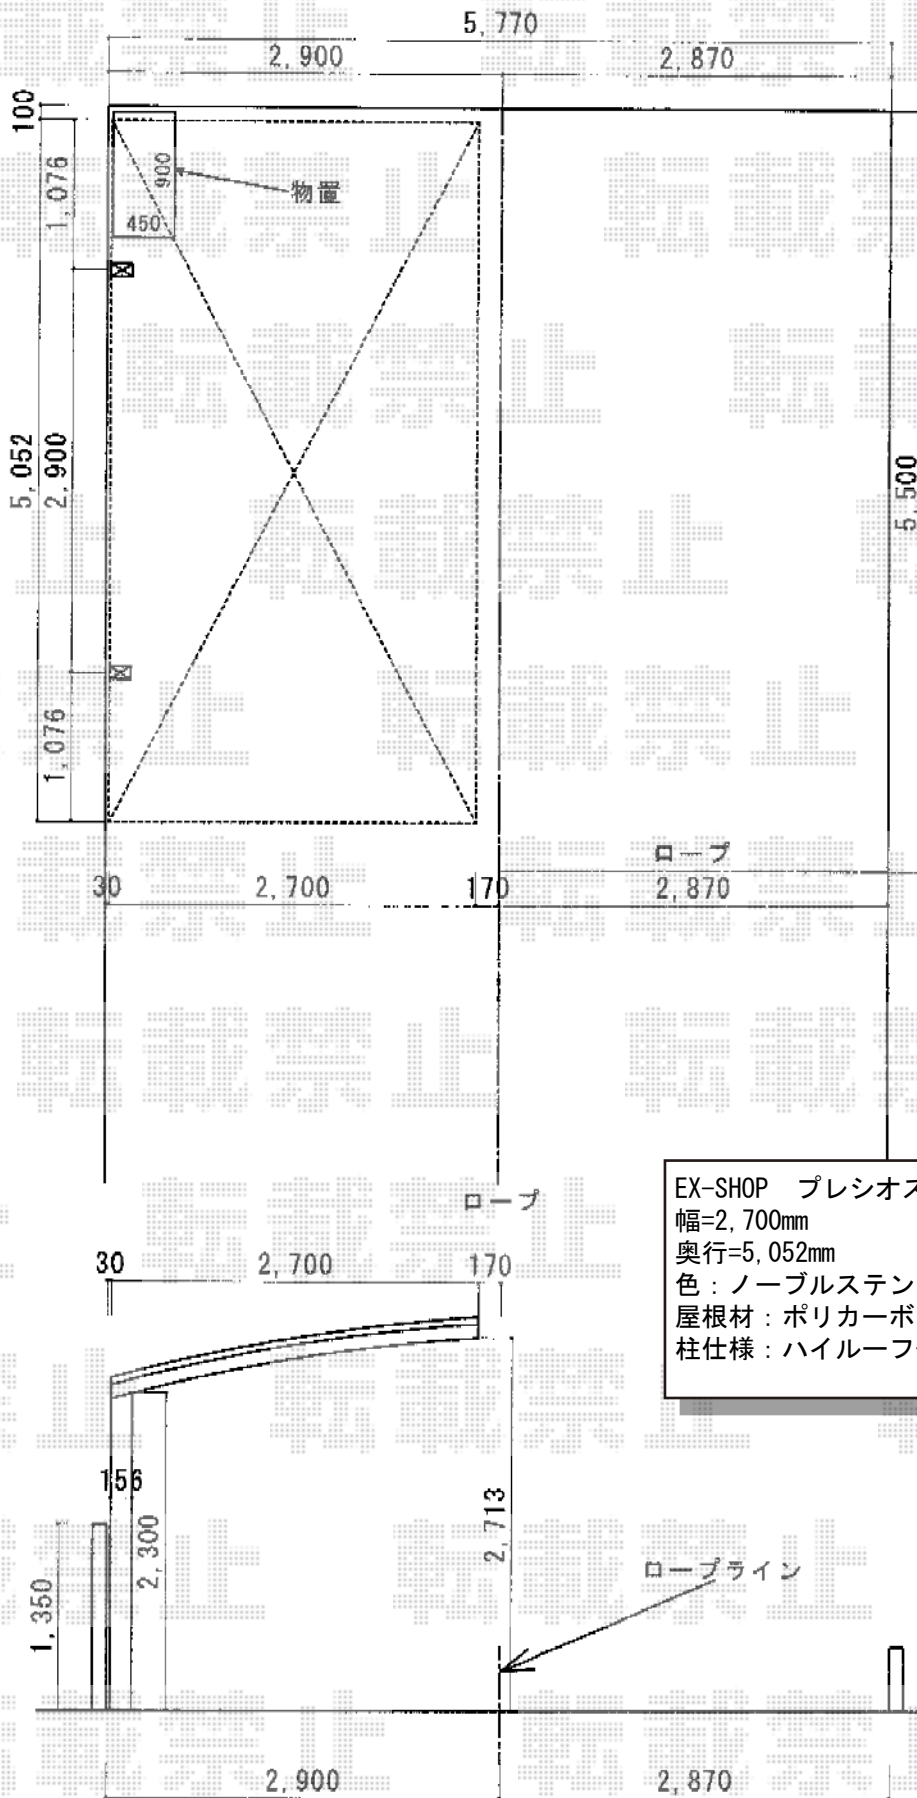 5,770
2,900
2,870
100
1,076
900
物置
450
5,052
2,900
5,500
1,076
ロープ
30
2,700
170
2,870
ロープ
EX-SHOP プレシオス
幅=2,700mm
奥行=5,052mm
色：ノーブルステン
屋根材：ポリカーボ
柱仕様：ハイルーフ
30
2,700
170
156
2,300
2,713
1,350
ロープライン
2,900
2,870
転載禁止